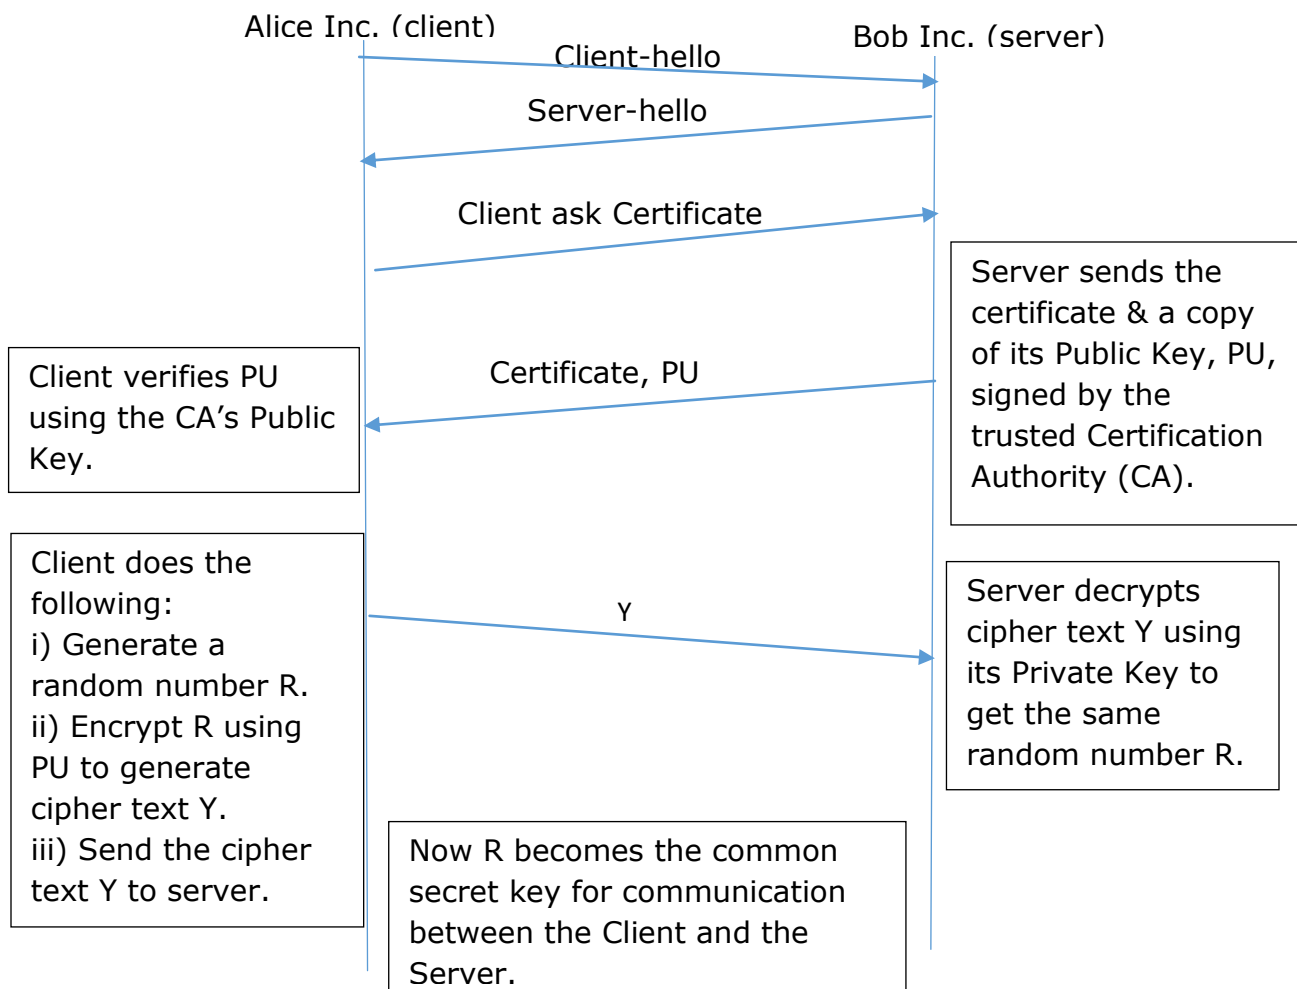 Alice Inc. (client)
Bob Inc. (server)
Client-hello
Server-hello
Client ask Certificate
Server sends the
certificate & a copy
of its Public Key, PU,
signed by the
trusted Certification
Authority (CA).
Certificate, PU
Client verifies PU
using the CA’s Public
Key.
Client does the
following:
i) Generate a
random number R.
ii) Encrypt R using
PU to generate
cipher text Y.
iii) Send the cipher
text Y to server.
Y
Server decrypts
cipher text Y using
its Private Key to
get the same
random number R.
Now R becomes the common
secret key for communication
between the Client and the
Server.